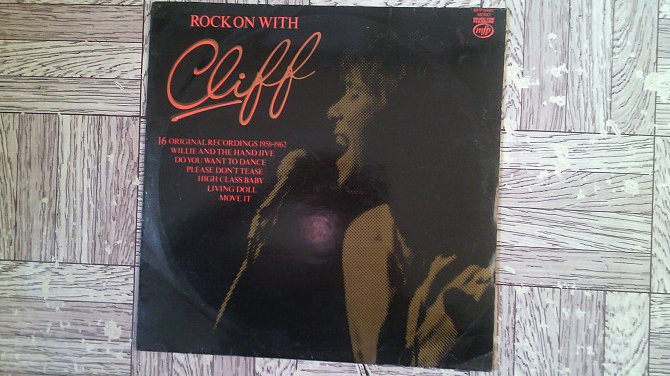 ROCK ON WITH
Cliff
16 ORIGINAL RECORDINGS 1958-1962
WILLIE AND THE HAND JIVE
DO YOU WANT TO DANCE
PLEASE DON'T TEASE
HIGH CLASS BABY
LIVING DOLL
MOVE IT
mfp